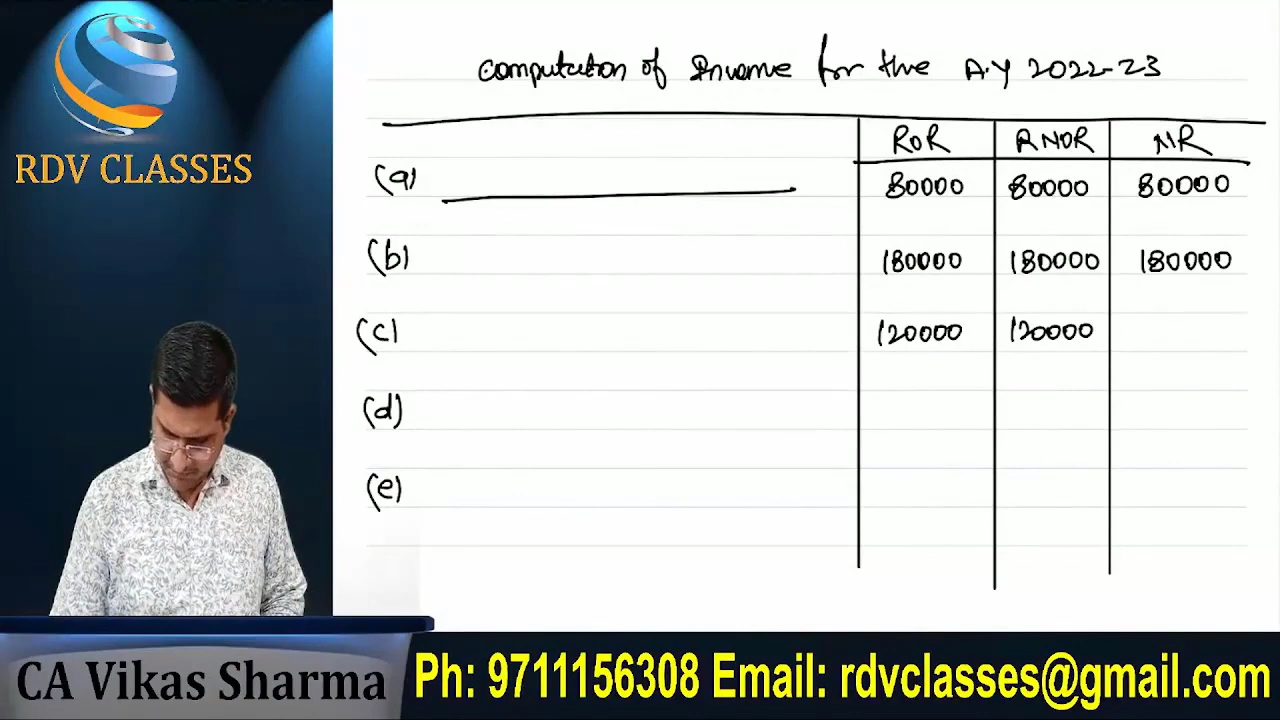 Computation of Income for the A.Y 2022-23
RDV CLASSES
ROR RNOR NR
(a) 80000 80000 80000
(b) 180000 180000 180000
(c) 120000 120000
(d)
(e)
CA Vikas Sharma
Ph: 9711156308 Email: rdvclasses@gmail.com